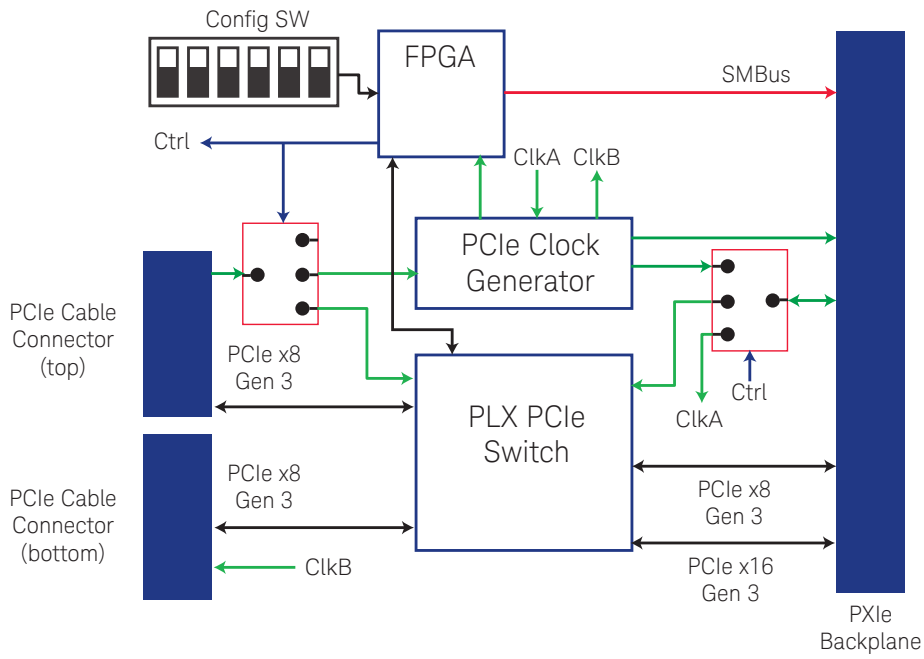 Config SW
FPGA
SMBus
Ctrl
ClkA
ClkB
PCIe Clock
Generator
PCIe Cable
Connector
(top)
PCIe x8
Gen 3
Ctrl
ClkA
PLX PCIe
Switch
PCIe Cable
Connector
(bottom)
PCIe x8
Gen 3
PCIe x8
Gen 3
ClkB
PCIe x16
Gen 3
PXIe
Backplane